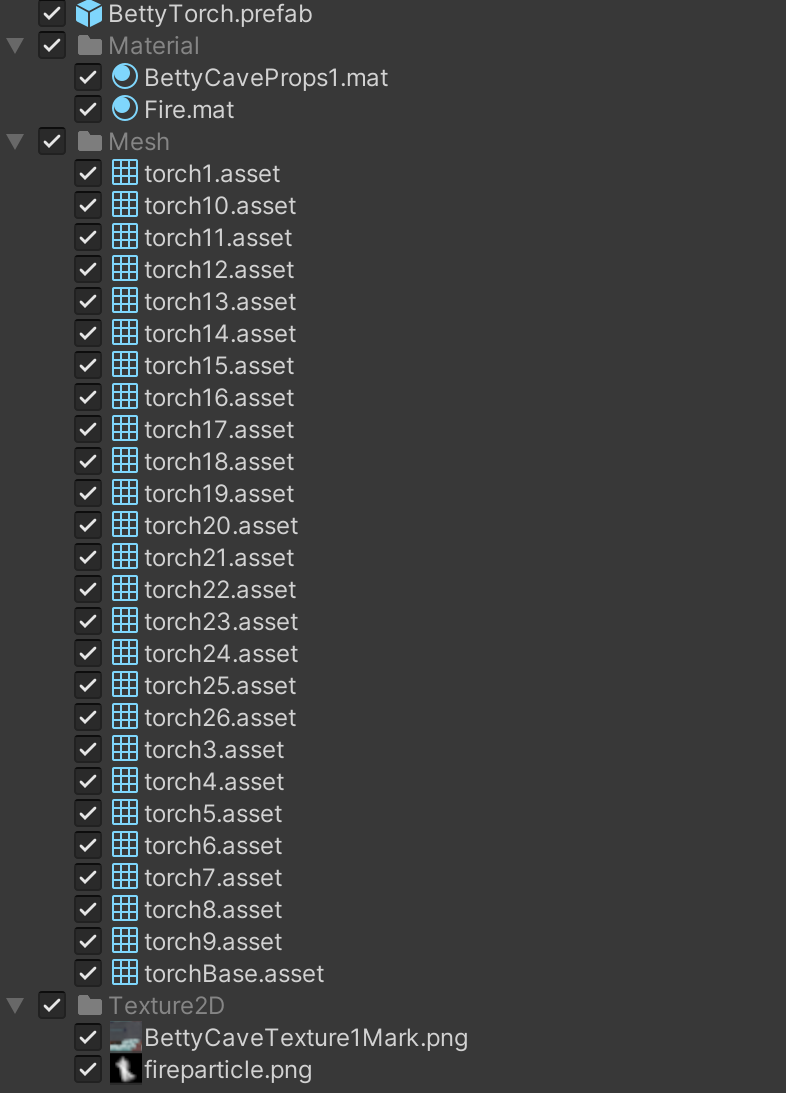 BettyTorch.prefab
Material
BettyCaveProps1.mat
Fire.mat
Mesh
torch1.asset
torch10.asset
torch11.asset
torch12.asset
torch13.asset
torch14.asset
torch15.asset
torch16.asset
torch17.asset
torch18.asset
torch19.asset
torch20.asset
torch21.asset
torch22.asset
torch23.asset
torch24.asset
torch25.asset
torch26.asset
torch3.asset
torch4.asset
torch5.asset
torch6.asset
torch7.asset
torch8.asset
torch9.asset
torchBase.asset
Texture2D
BettyCaveTexture1Mark.png
fireparticle.png